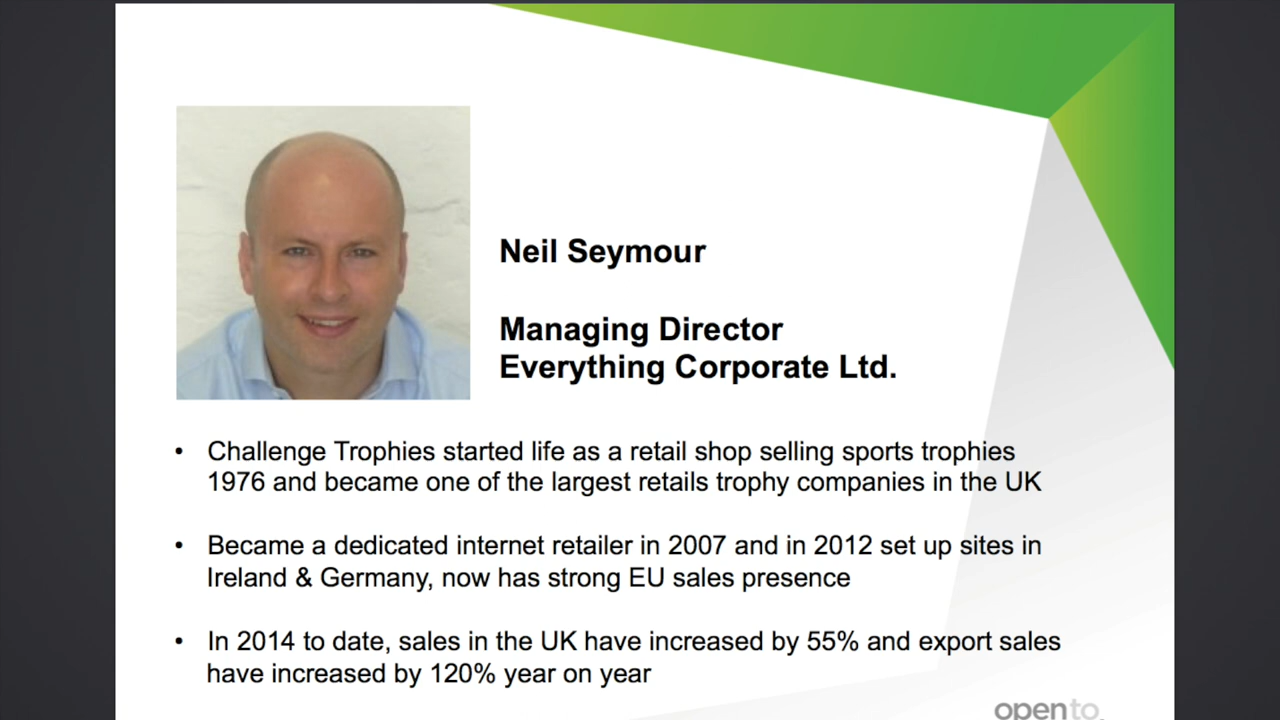 Neil Seymour
Managing Director
Everything Corporate Ltd.
• Challenge Trophies started life as a retail shop selling sports trophies
1976 and became one of the largest retails trophy companies in the UK
• Became a dedicated internet retailer in 2007 and in 2012 set up sites in
Ireland & Germany, now has strong EU sales presence
• In 2014 to date, sales in the UK have increased by 55% and export sales
have increased by 120% year on year
open to